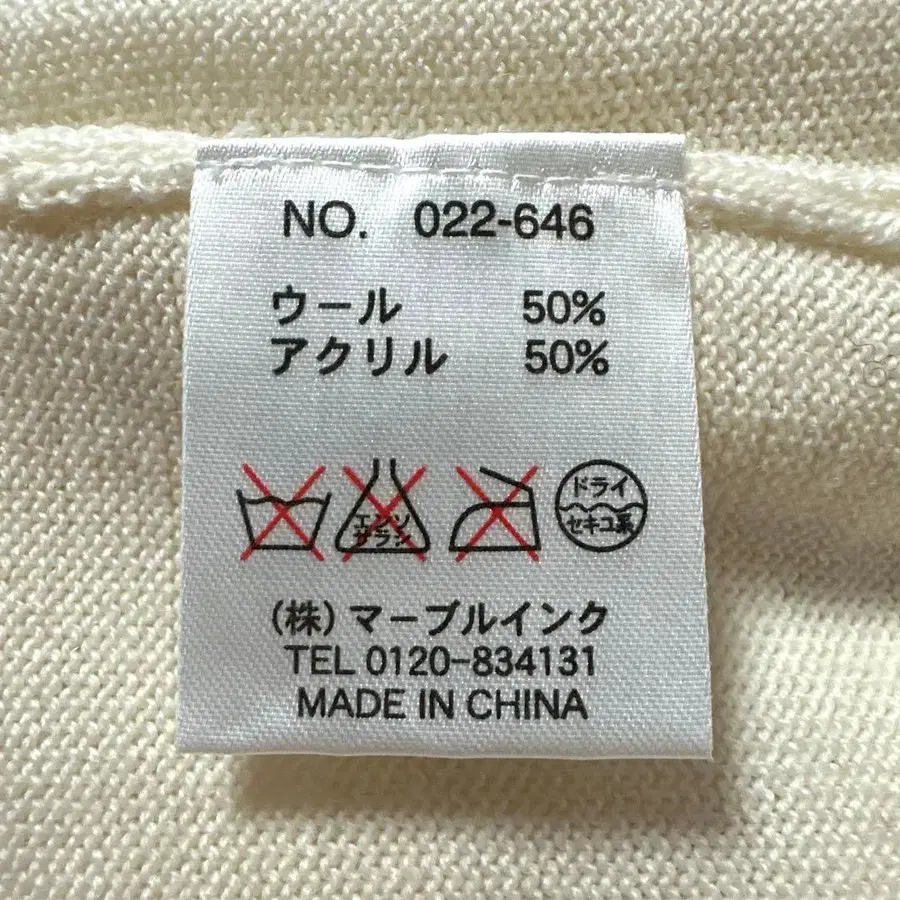 NO. 022-646
ウール 50%
アクリル 50%
エンソ
サラシ
ドライ
セキユ系
(株)マーブルインク
TEL 0120-834131
MADE IN CHINA